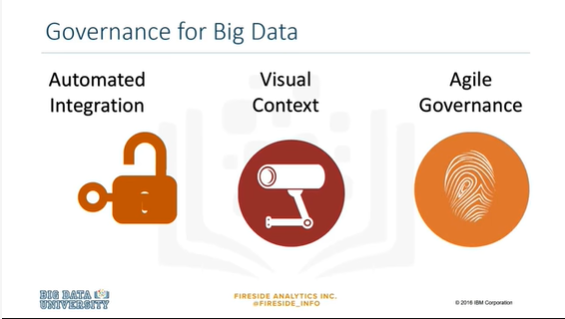 Governance for Big Data
Automated
Integration
Visual
Context
Agile
Governance
BIG DATA
UNIVERSITY
FIRESIDE ANALYTICS INC.
@FIRESIDE_INFO
© 2016 IBM Corporation